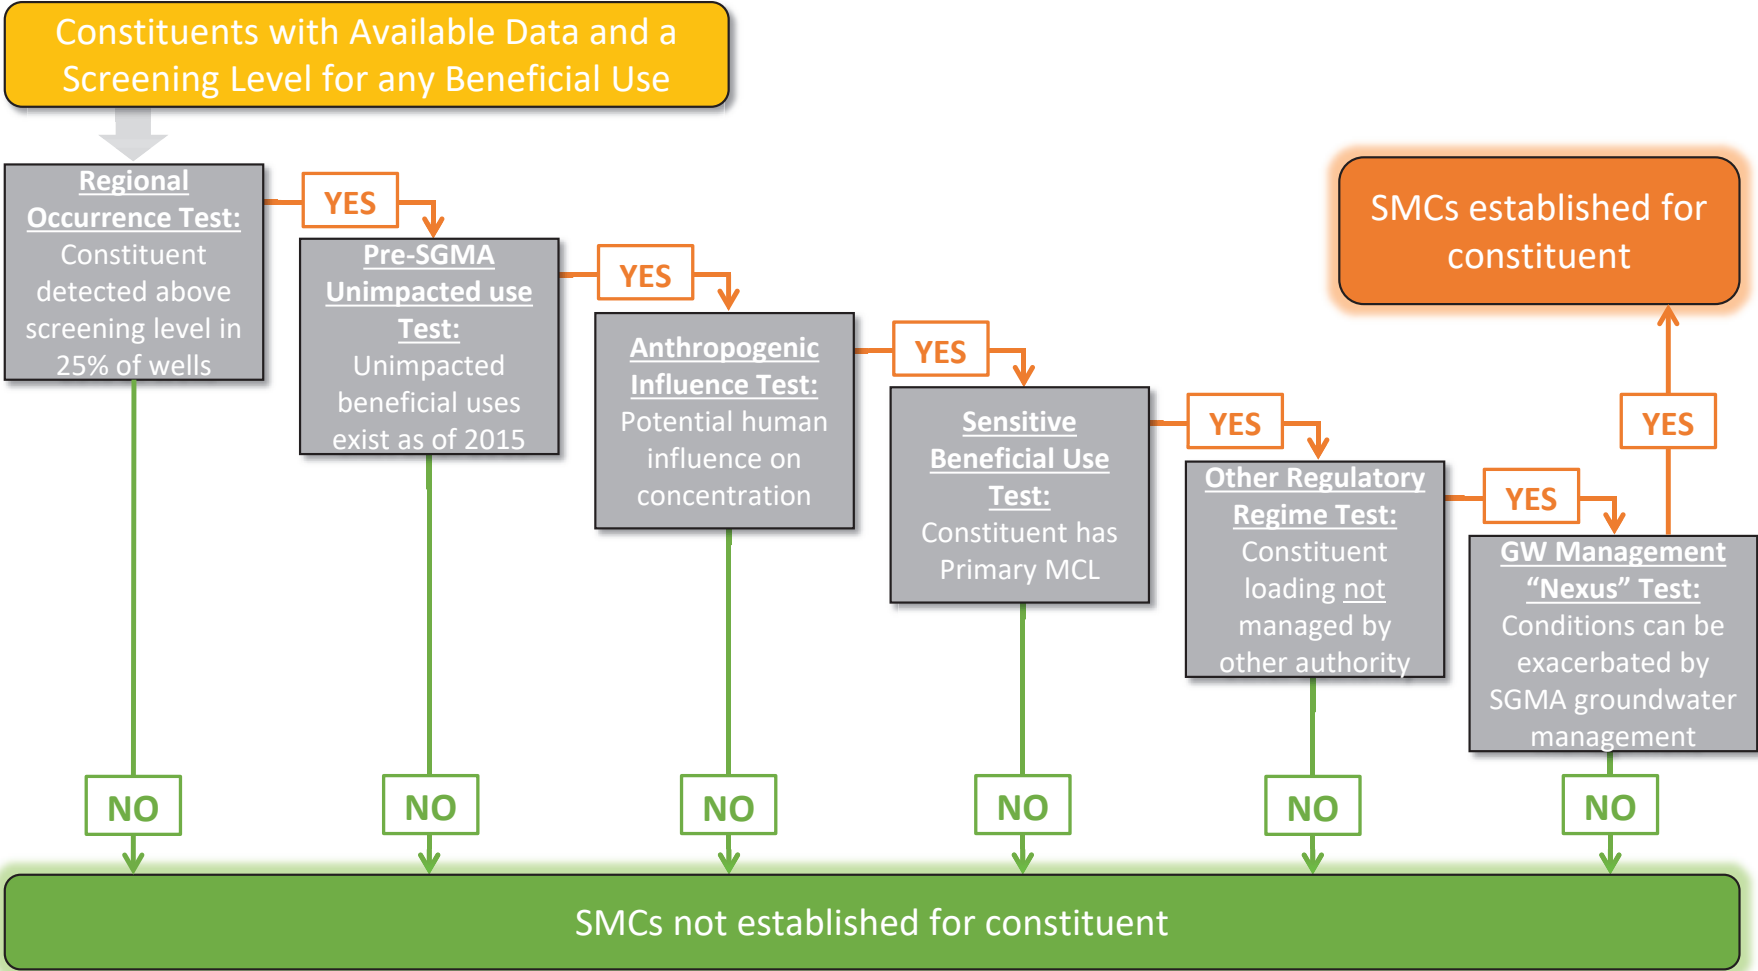 Constituents with Available Data and a
Screening Level for any Beneficial Use
Regional
Occurrence Test:
Constituent
detected above
screening level in
25% of wells
YES
Pre-SGMA
Unimpacted use
Test:
Unimpacted
beneficial uses
exist as of 2015
YES
Anthropogenic
Influence Test:
Potential human
influence on
concentration
YES
Sensitive
Beneficial Use
Test:
Constituent has
Primary MCL
YES
Other Regulatory
Regime Test:
Constituent
loading not
managed by
other authority
YES
GW Management
“Nexus” Test:
Conditions can be
exacerbated by
SGMA groundwater
management
YES
SMCs established for
constituent
NO
NO
NO
NO
NO
NO
SMCs not established for constituent